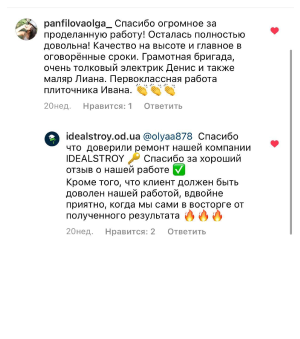 panfilovaolga_ Спасибо огромное за
проделанную работу! Осталась полностью
довольна! Качество на высоте и главное в
оговорённые сроки. Грамотная бригада,
очень толковый электрик Денис и также
маляр Лиана. Первоклассная работа
плиточника Ивана. 👏👏👏
20нед. Нравится: 1 Ответить
idealstroy.od.ua @olyaa878 Спасибо
что доверили ремонт нашей компании
IDEALSTROY 🔑 Спасибо за хороший
отзыв о нашей работе ✅
Кроме того, что клиент должен быть
доволен нашей работой, вдвойне
приятно, когда мы сами в восторге от
полученного результата 🔥🔥🔥
20нед. Нравится: 2 Ответить